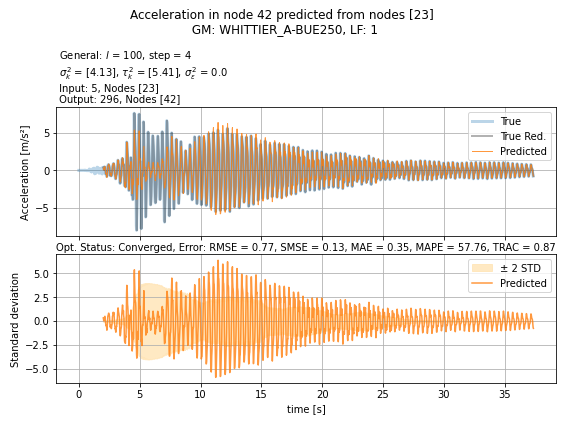 Acceleration in node 42 predicted from nodes [23]
GM: WHITTIER_A-BUE250, LF: 1
General: l = 100, step = 4
σ²ₖ = [4.13], τ²ₖ = [5.41], σ²_ε = 0.0
Input: 5, Nodes [23]
Output: 296, Nodes [42]
Acceleration [m/s²]
5
0
−5
True
True Red.
Predicted
Opt. Status: Converged, Error: RMSE = 0.77, SMSE = 0.13, MAE = 0.35, MAPE = 57.76, TRAC = 0.87
Standard deviation
5.0
2.5
0.0
−2.5
−5.0
± 2 STD
Predicted
0 5 10 15 20 25 30 35
time [s]